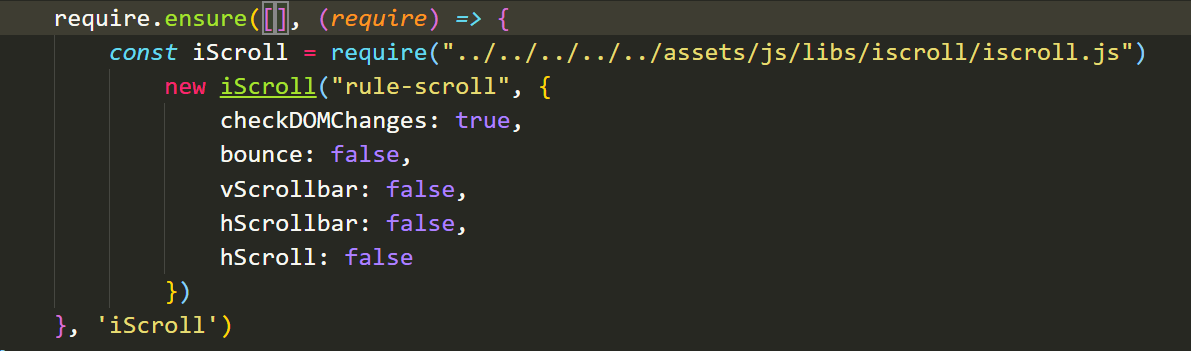 require.ensure([], (require) => {
    const iScroll = require("../../../../../assets/js/libs/iscroll/iscroll.js")
        new iScroll("rule-scroll", {
            checkDOMChanges: true,
            bounce: false,
            vScrollbar: false,
            hScrollbar: false,
            hScroll: false
        })
}, 'iScroll')